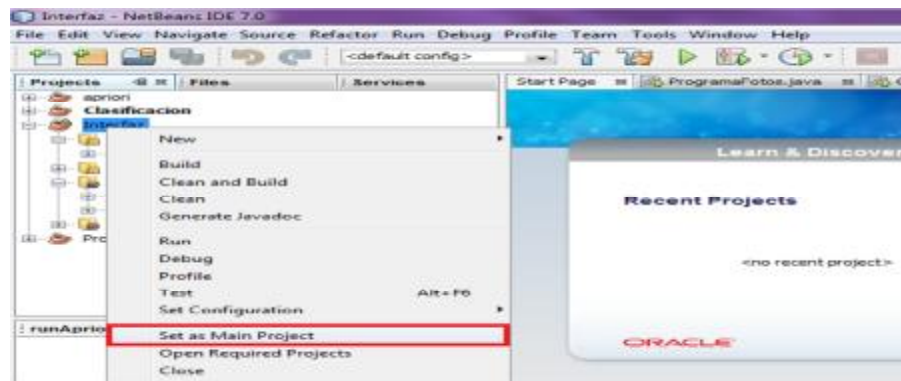 Interfaz - NetBeans IDE 7.0
File Edit View Navigate Source Refactor Run Debug Profile Team Tools Window Help
<default config>
Projects Files Services
Start Page ProgramaFotos.java
apriori
Clasificacion
Interfaz
New
Build
Clean and Build
Clean
Generate Javadoc
Run
Debug
Profile
Test Alt+F6
Set Configuration
Set as Main Project
Open Required Projects
Close
Pro
runAprio
Learn & Discover
Recent Projects
<no recent project>
ORACLE